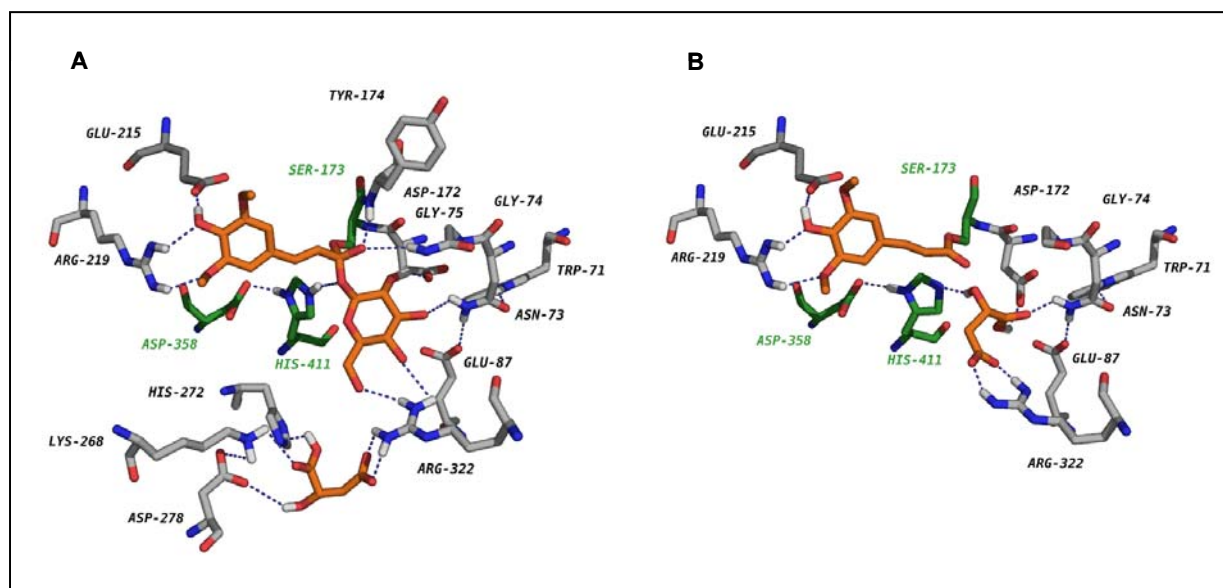 A
TYR-174
GLU-215
SER-173
ASP-172
GLY-75
GLY-74
ARG-219
TRP-71
ASN-73
ASP-358
HIS-411
GLU-87
HIS-272
LYS-268
ARG-322
ASP-278
B
GLU-215
SER-173
ASP-172
GLY-74
ARG-219
TRP-71
ASN-73
ASP-358
HIS-411
GLU-87
ARG-322